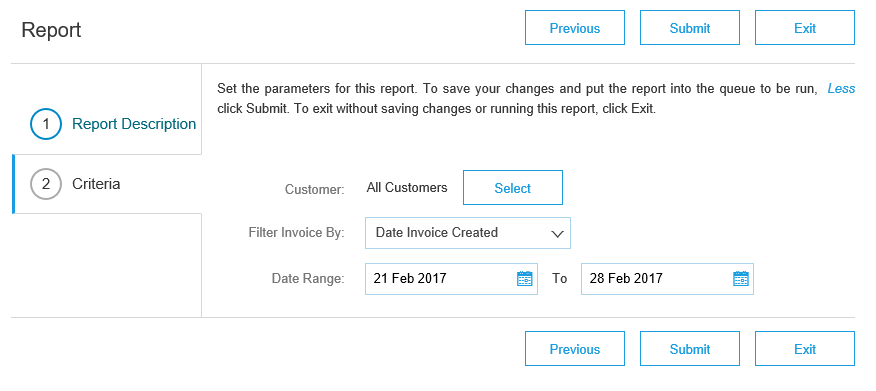 Report
Previous Submit Exit
Set the parameters for this report. To save your changes and put the report into the queue to be run, Less
click Submit. To exit without saving changes or running this report, click Exit.
1 Report Description
2 Criteria
Customer: All Customers Select
Filter Invoice By: Date Invoice Created
Date Range: 21 Feb 2017 To 28 Feb 2017
Previous Submit Exit